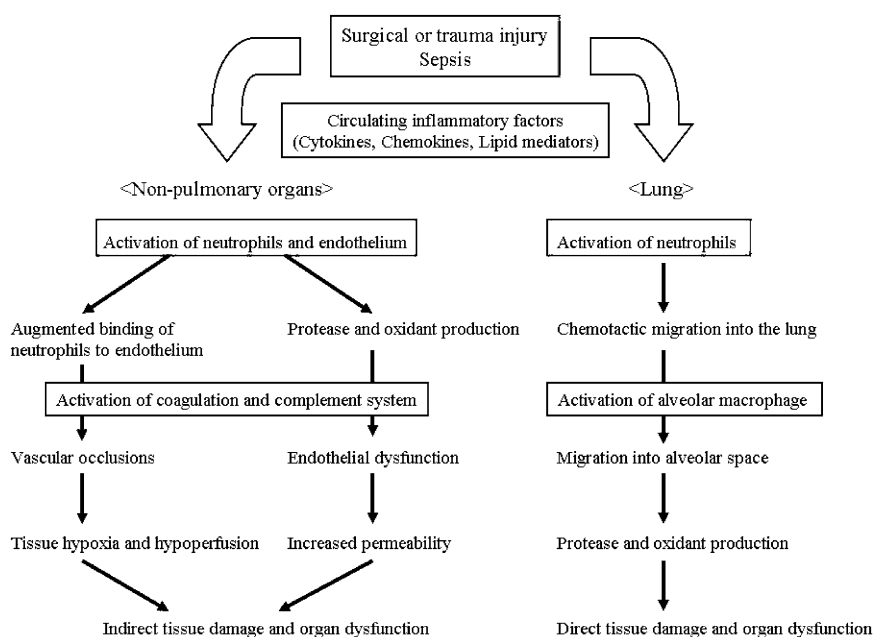 Surgical or trauma injury
Sepsis
Circulating inflammatory factors
(Cytokines, Chemokines, Lipid mediators)
<Non-pulmonary organs>
<Lung>
Activation of neutrophils and endothelium
Activation of neutrophils
Augmented binding of
neutrophils to endothelium
Protease and oxidant production
Chemotactic migration into the lung
Activation of coagulation and complement system
Activation of alveolar macrophage
Vascular occlusions
Endothelial dysfunction
Migration into alveolar space
Tissue hypoxia and hypoperfusion
Increased permeability
Protease and oxidant production
Indirect tissue damage and organ dysfunction
Direct tissue damage and organ dysfunction